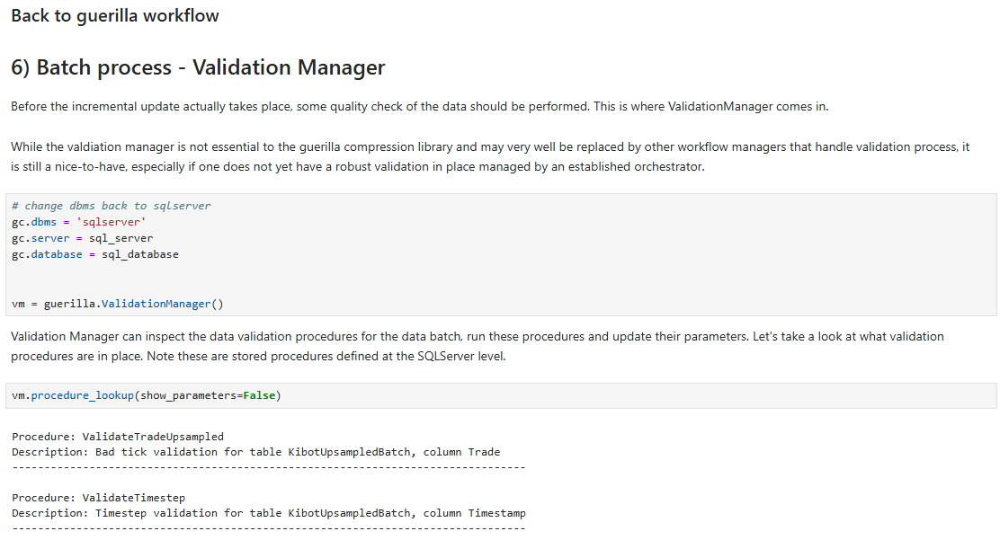 Back to guerilla workflow
6) Batch process - Validation Manager
Before the incremental update actually takes place, some quality check of the data should be performed. This is where ValidationManager comes in.
While the valdiation manager is not essential to the guerilla compression library and may very well be replaced by other workflow managers that handle validation process, it
is still a nice-to-have, especially if one does not yet have a robust validation in place managed by an established orchestrator.
# change dbms back to sqlserver
gc.dbms = 'sqlserver'
gc.server = sql_server
gc.database = sql_database
vm = guerilla.ValidationManager()
Validation Manager can inspect the data validation procedures for the data batch, run these procedures and update their parameters. Let's take a look at what validation
procedures are in place. Note these are stored procedures defined at the SQLServer level.
vm.procedure_lookup(show_parameters=False)
Procedure: ValidateTradeUpsampled
Description: Bad tick validation for table KibotUpsampledBatch, column Trade
--------------------------------------------------------------------------------
Procedure: ValidateTimestep
Description: Timestep validation for table KibotUpsampledBatch, column Timestamp
--------------------------------------------------------------------------------